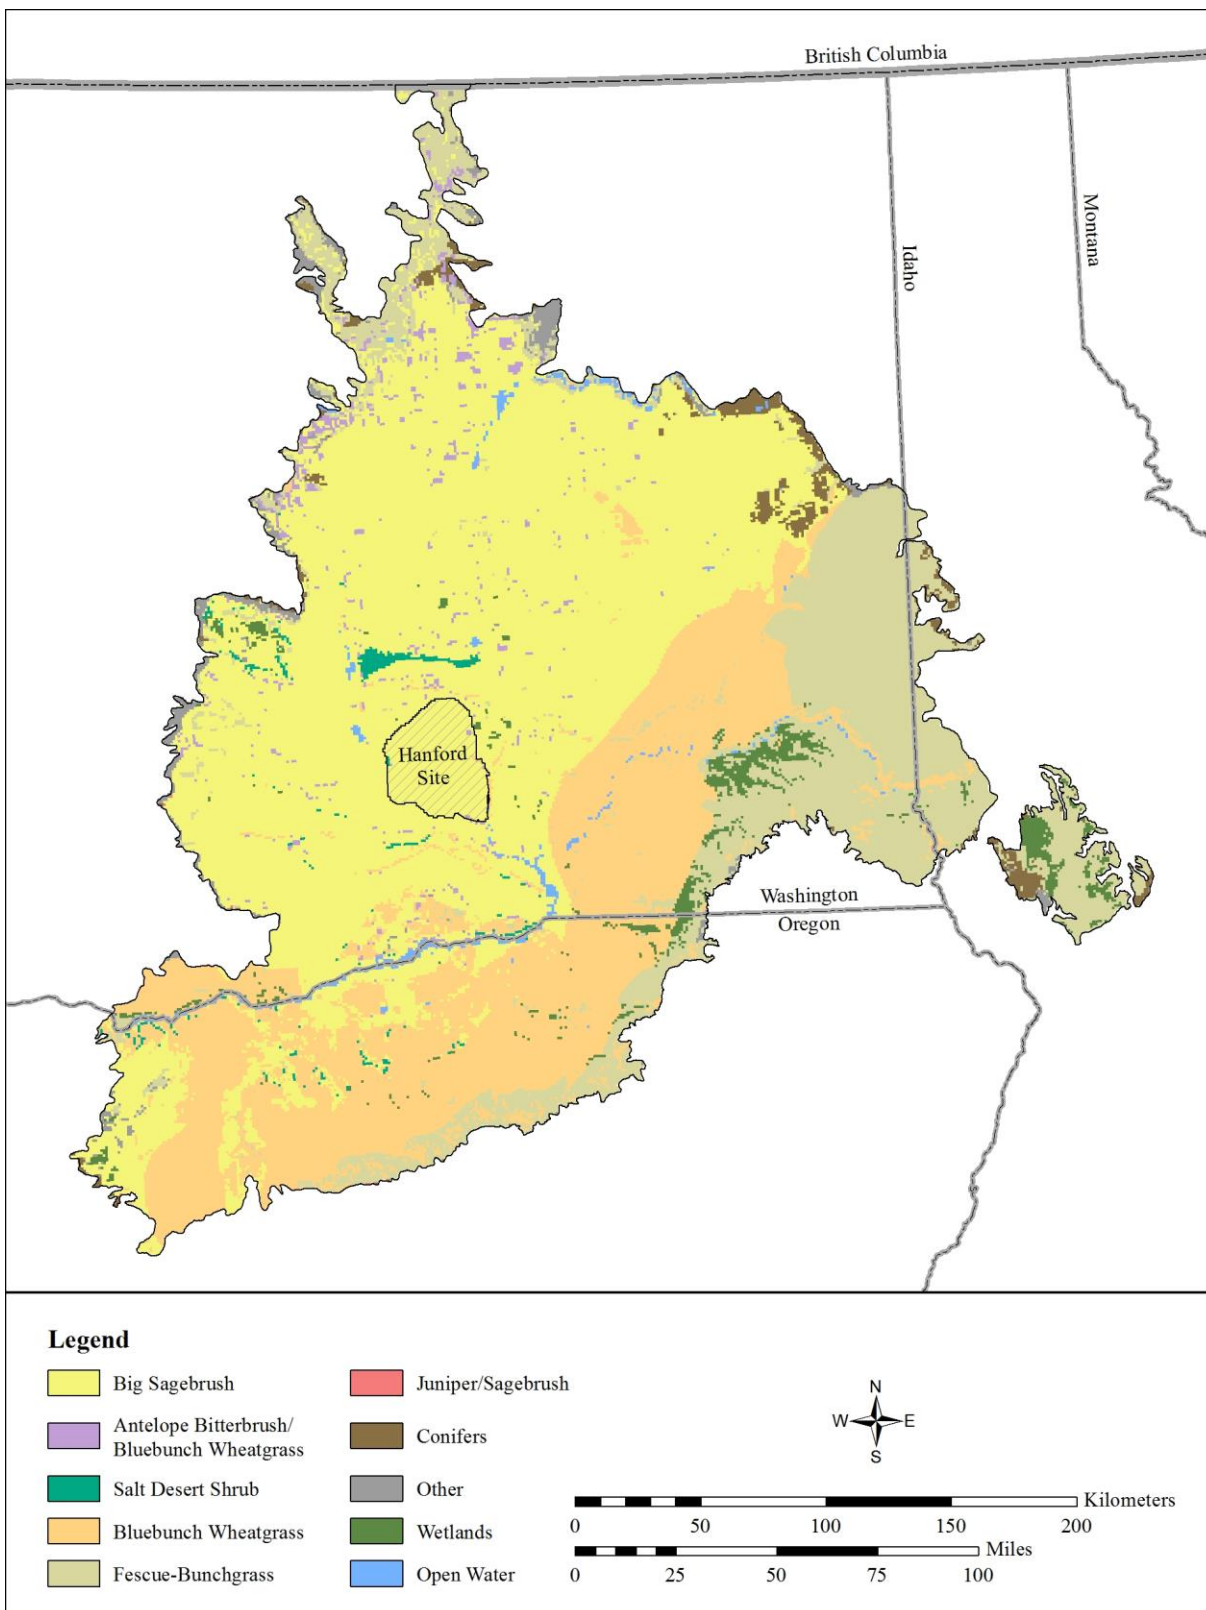 British Columbia
Idaho
Montana
Hanford
Site
Washington
Oregon
Legend
Big Sagebrush
Antelope Bitterbrush/
Bluebunch Wheatgrass
Salt Desert Shrub
Bluebunch Wheatgrass
Fescue-Bunchgrass
Juniper/Sagebrush
Conifers
Other
Wetlands
Open Water
N
W E
S
Kilometers
0 50 100 150 200
Miles
0 25 50 75 100